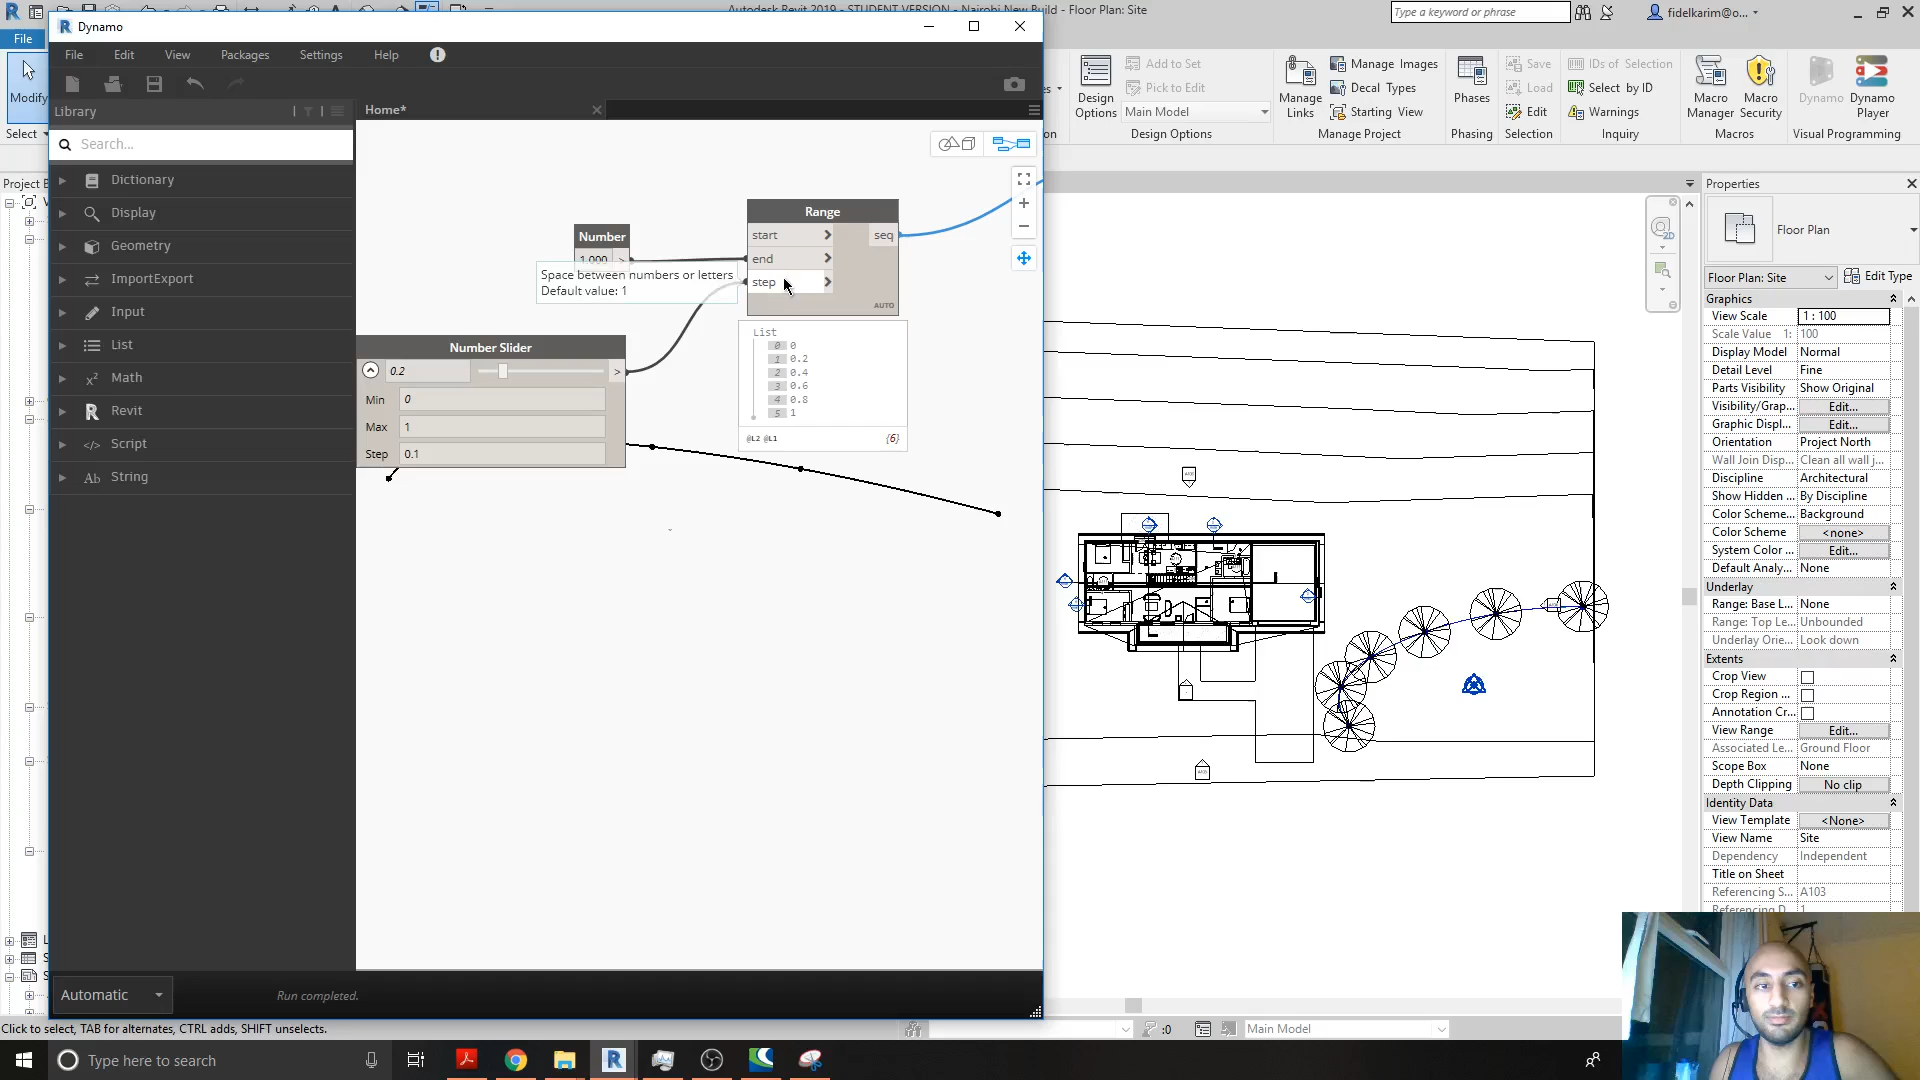 Autodesk Revit 2019 - STUDENT VERSION - Nairobi New Build - Floor Plan: Site
Type a keyword or phrase
fidelkarim@o...
Dynamo
File
File Edit View Packages Settings Help
Modify
Select
Library
Home*
Search...
Dictionary
Display
Geometry
ImportExport
Input
List
Math
Revit
Script
String
Number
1.000 >
Space between numbers or letters
Default value: 1
Range
start > seq
end >
step >
AUTO
List
0 0
1 0.2
2 0.4
3 0.6
4 0.8
5 1
@L2 @L1 {6}
Number Slider
0.2 >
Min 0
Max 1
Step 0.1
Automatic
Run completed.
Design Options
Add to Set
Pick to Edit
Main Model
Design Options
Manage Links
Manage Images
Decal Types
Starting View
Manage Project
Phases
Phasing
Save
Load
Edit
Selection
IDs of Selection
Select by ID
Warnings
Inquiry
Macro Manager
Macro Security
Macros
Dynamo
Dynamo Player
Visual Programming
Project B
Properties
Floor Plan
Floor Plan: Site
Edit Type
Graphics
View Scale 1 : 100
Scale Value 1: 100
Display Model Normal
Detail Level Fine
Parts Visibility Show Original
Visibility/Grap... Edit...
Graphic Displ... Edit...
Orientation Project North
Wall Join Disp... Clean all wall j...
Discipline Architectural
Show Hidden ... By Discipline
Color Scheme... Background
Color Scheme <none>
System Color ... Edit...
Default Analy... None
Underlay
Range: Base L... None
Range: Top Le... Unbounded
Underlay Orie... Look down
Extents
Crop View
Crop Region ...
Annotation Cr...
View Range Edit...
Associated Le... Ground Floor
Scope Box None
Depth Clipping No clip
Identity Data
View Template <None>
View Name Site
Dependency Independent
Title on Sheet
Referencing S... A103
Referencing D... 1
2D
Click to select, TAB for alternates, CTRL adds, SHIFT unselects.
:0
Main Model
Type here to search